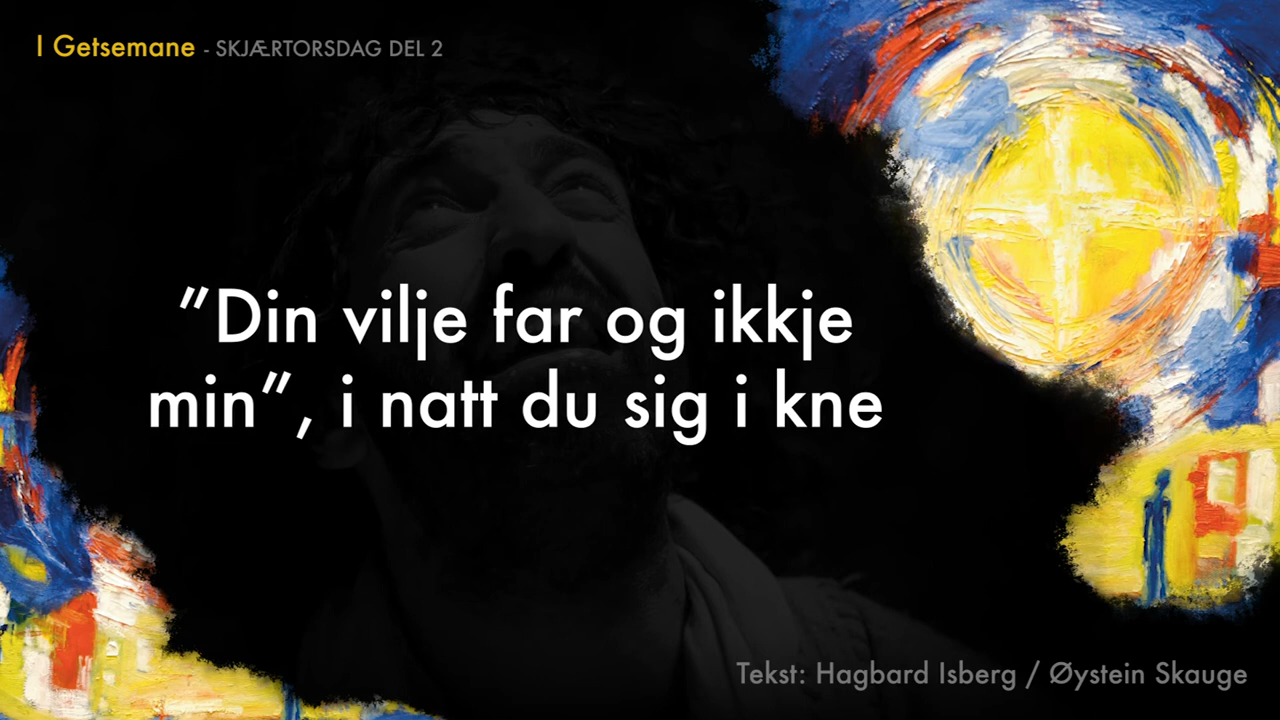 I Getsemane - SKJÆRTORSDAG DEL 2
”Din vilje far og ikkje
min”, i natt du sig i kne
Tekst: Hagbard Isberg / Øystein Skauge